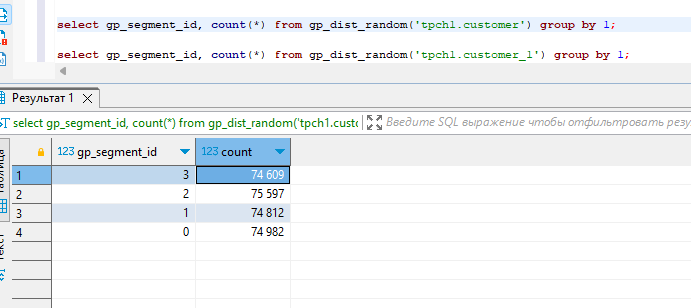 select gp_segment_id, count(*) from gp_dist_random('tpch1.customer') group by 1;
select gp_segment_id, count(*) from gp_dist_random('tpch1.customer_1') group by 1;
Результат 1
select gp_segment_id, count(*) from gp_dist_random('tpch1.custo
Введите SQL выражение чтобы отфильтровать резу
123 gp_segment_id 123 count
1 3 74 609
2 2 75 597
3 1 74 812
4 0 74 982